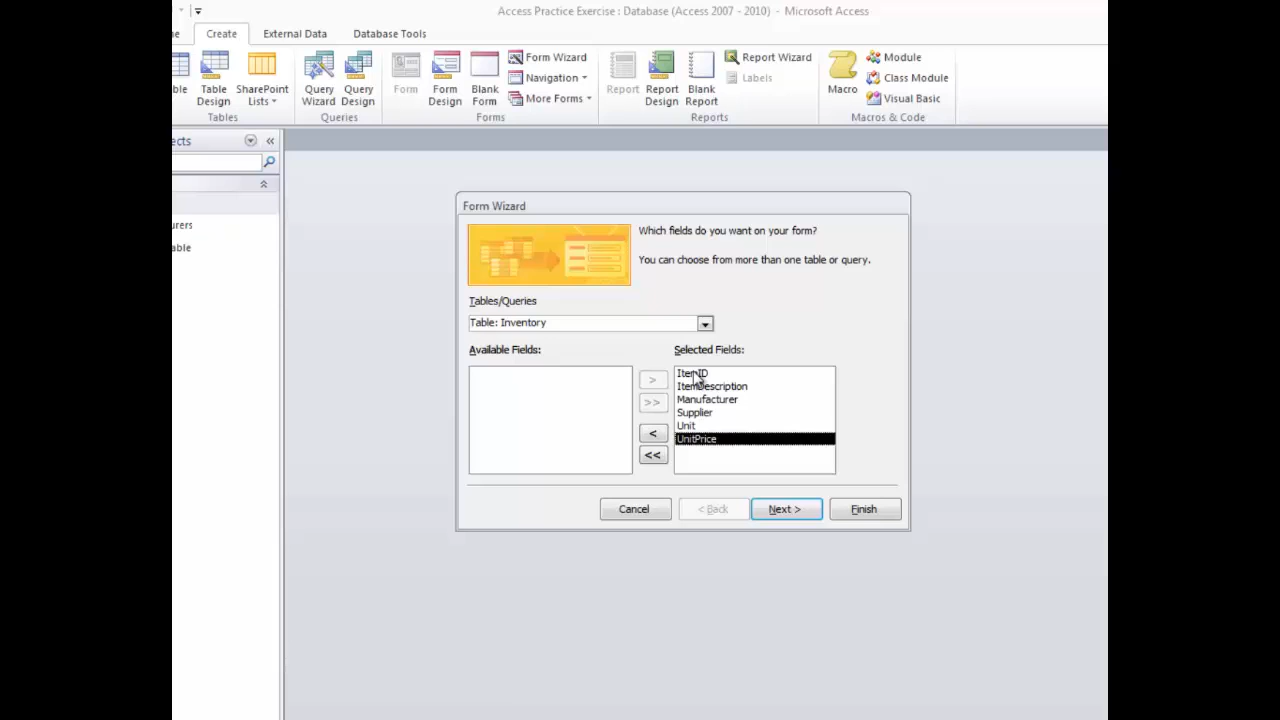 Access Practice Exercise : Database (Access 2007 - 2010) - Microsoft Access
Create External Data Database Tools
Table Design
SharePoint Lists
Tables
Query Wizard
Query Design
Queries
Form
Form Design
Blank Form
Form Wizard
Navigation
More Forms
Forms
Report
Report Design
Blank Report
Report Wizard
Labels
Reports
Macro
Module
Class Module
Visual Basic
Macros & Code
Form Wizard
Which fields do you want on your form?
You can choose from more than one table or query.
Tables/Queries
Table: Inventory
Available Fields:
Selected Fields:
>
>>
<
<<
ItemID
ItemDescription
Manufacturer
Supplier
Unit
UnitPrice
Cancel < Back Next > Finish